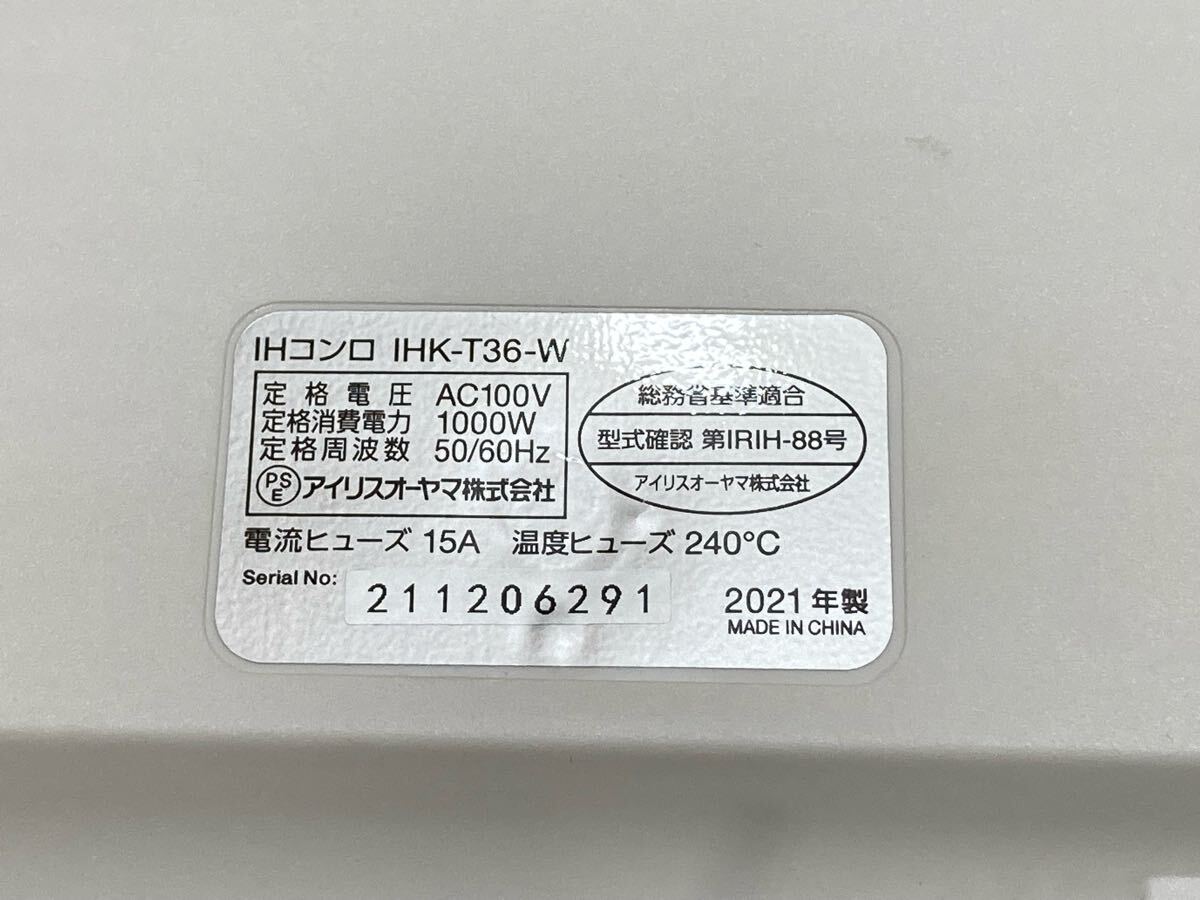 IHコンロ IHK-T36-W
定格電圧 AC100V
定格消費電力 1000W
定格周波数 50/60Hz
PSE アイリスオーヤマ株式会社
総務省基準適合
型式確認 第IRIH-88号
アイリスオーヤマ株式会社
電流ヒューズ 15A 温度ヒューズ 240°C
Serial No: 211206291
2021年製
MADE IN CHINA